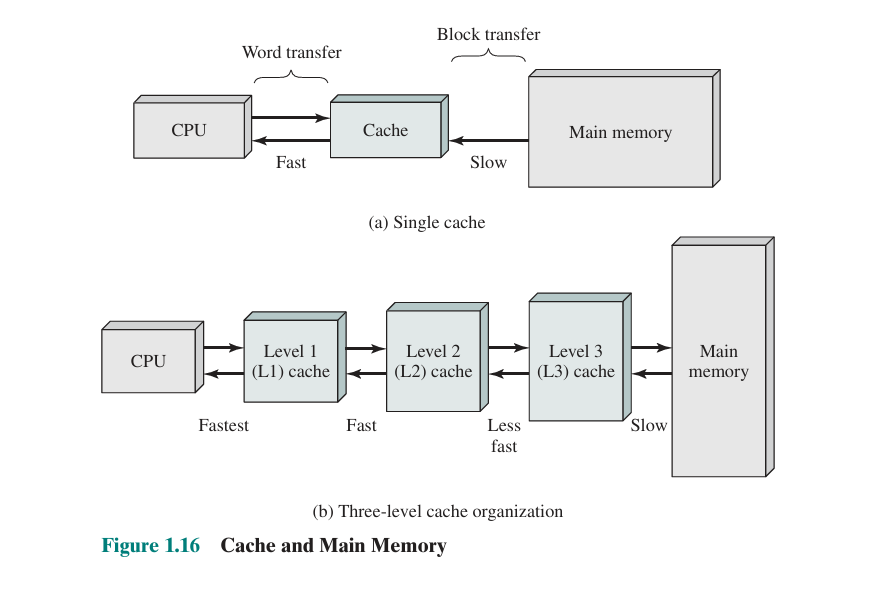 Block transfer
Word transfer
CPU
Cache
Main memory
Fast
Slow
(a) Single cache
CPU
Level 1
(L1) cache
Level 2
(L2) cache
Level 3
(L3) cache
Main
memory
Fastest
Fast
Less
fast
Slow
(b) Three-level cache organization
Figure 1.16 Cache and Main Memory